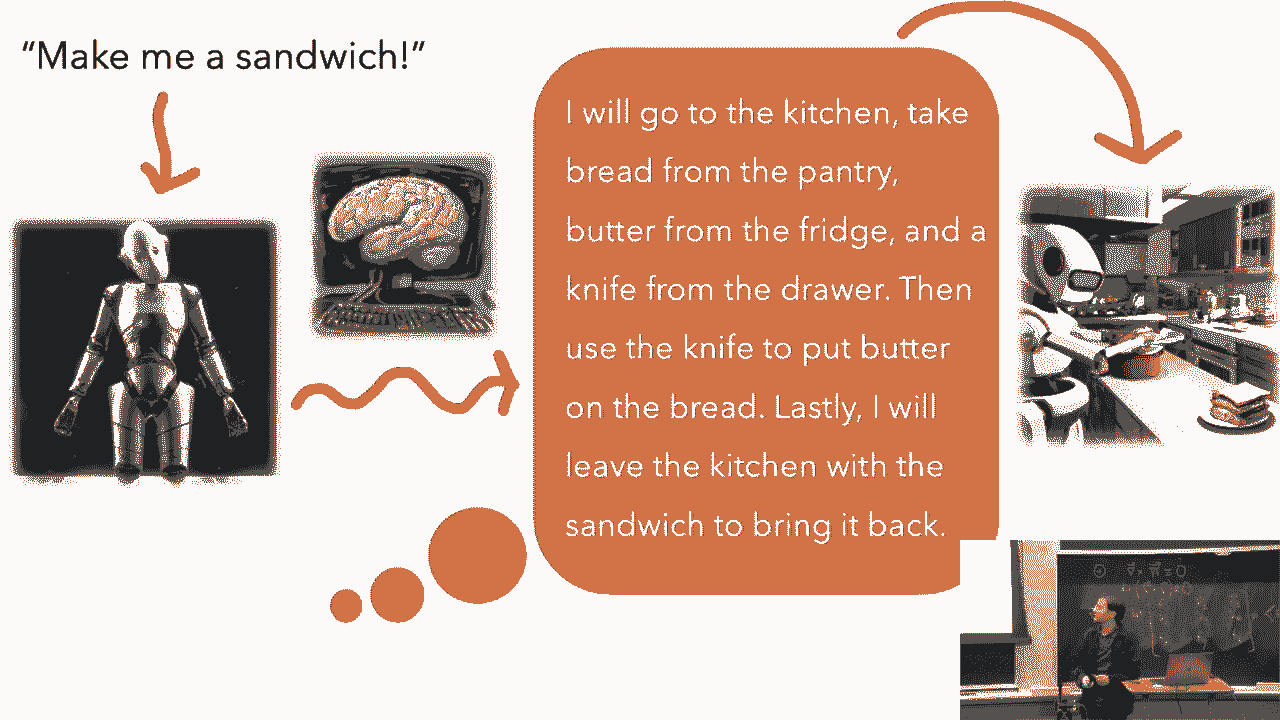 “Make me a sandwich!”
I will go to the kitchen, take
bread from the pantry,
butter from the fridge, and a
knife from the drawer. Then
use the knife to put butter
on the bread. Lastly, I will
leave the kitchen with the
sandwich to bring it back.